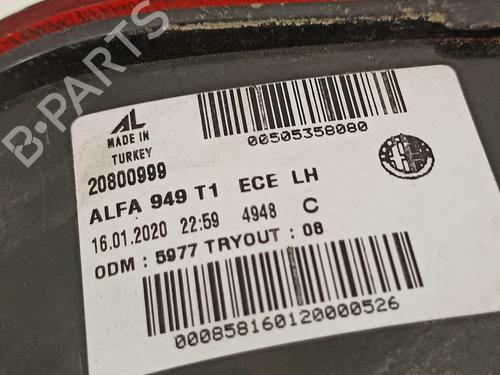 AL
MADE IN
TURKEY
00505358080
20800999
ALFA 949 T1 ECE LH
16.01.2020 22:59 4948 C
ODM : 5977 TRYOUT : 08
000858160120000526
B-PARTS